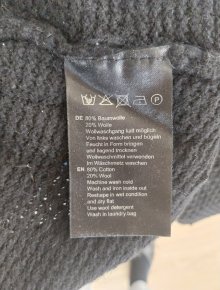 P
DE 80% Baumwolle
20% Wolle
Wollwaschgang kalt möglich
Von links waschen und bügeln
Feucht in Form bringen
und liegend trocknen
Wollwaschmittel verwenden
Im Wäschenetz waschen
EN 80% Cotton
20% Wool
Machine wash cold
Wash and iron inside out
Reshape in wet condition
and dry flat
Use wool detergent
Wash in laundry bag